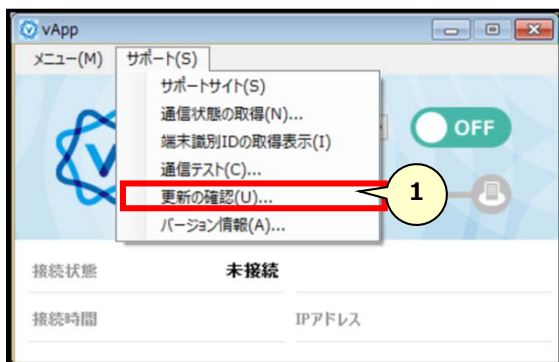 vApp
メニュー(M) サポート(S)
サポートサイト(S)
通信状態の取得(N)...
端末識別IDの取得表示(I)
通信テスト(C)...
更新の確認(U)...
バージョン情報(A)...
OFF
1
接続状態 未接続
接続時間 IPアドレス